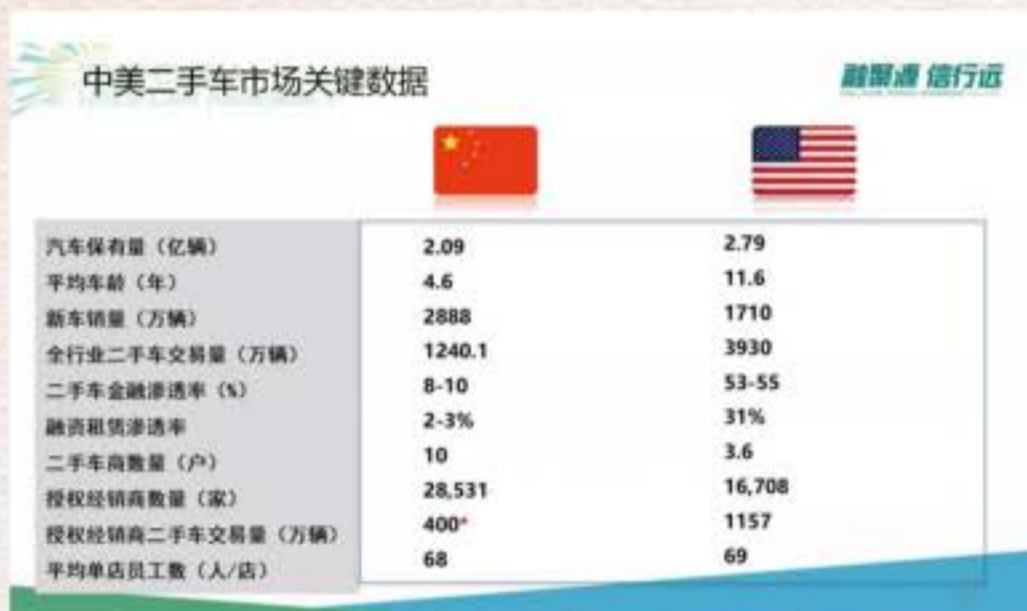 中美二手车市场关键数据
融聚源 信行远
汽车保有量（亿辆） 2.09 2.79
平均车龄（年） 4.6 11.6
新车销量（万辆） 2888 1710
全行业二手车交易量（万辆） 1240.1 3930
二手车金融渗透率（%） 8-10 53-55
融资租赁渗透率 2-3% 31%
二手车商数量（户） 10 3.6
授权经销商数量（家） 28,531 16,708
授权经销商二手车交易量（万辆） 400* 1157
平均单店员工数（人/店） 68 69